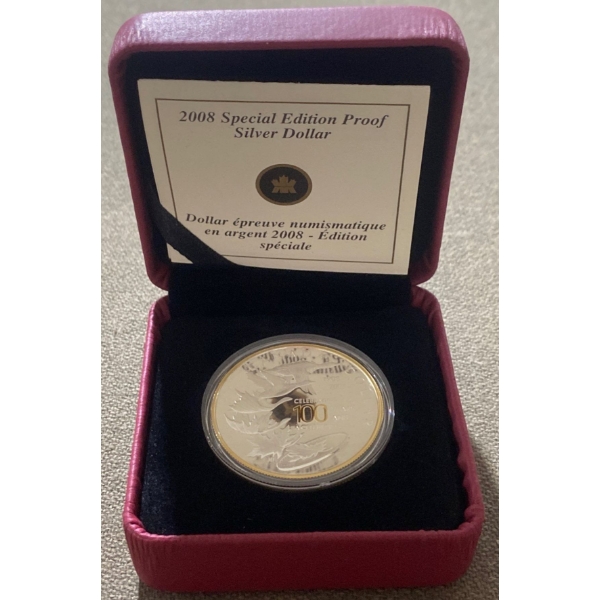 2008 Special Edition Proof
Silver Dollar
Dollar épreuve numismatique
en argent 2008 - Édition
spéciale
100